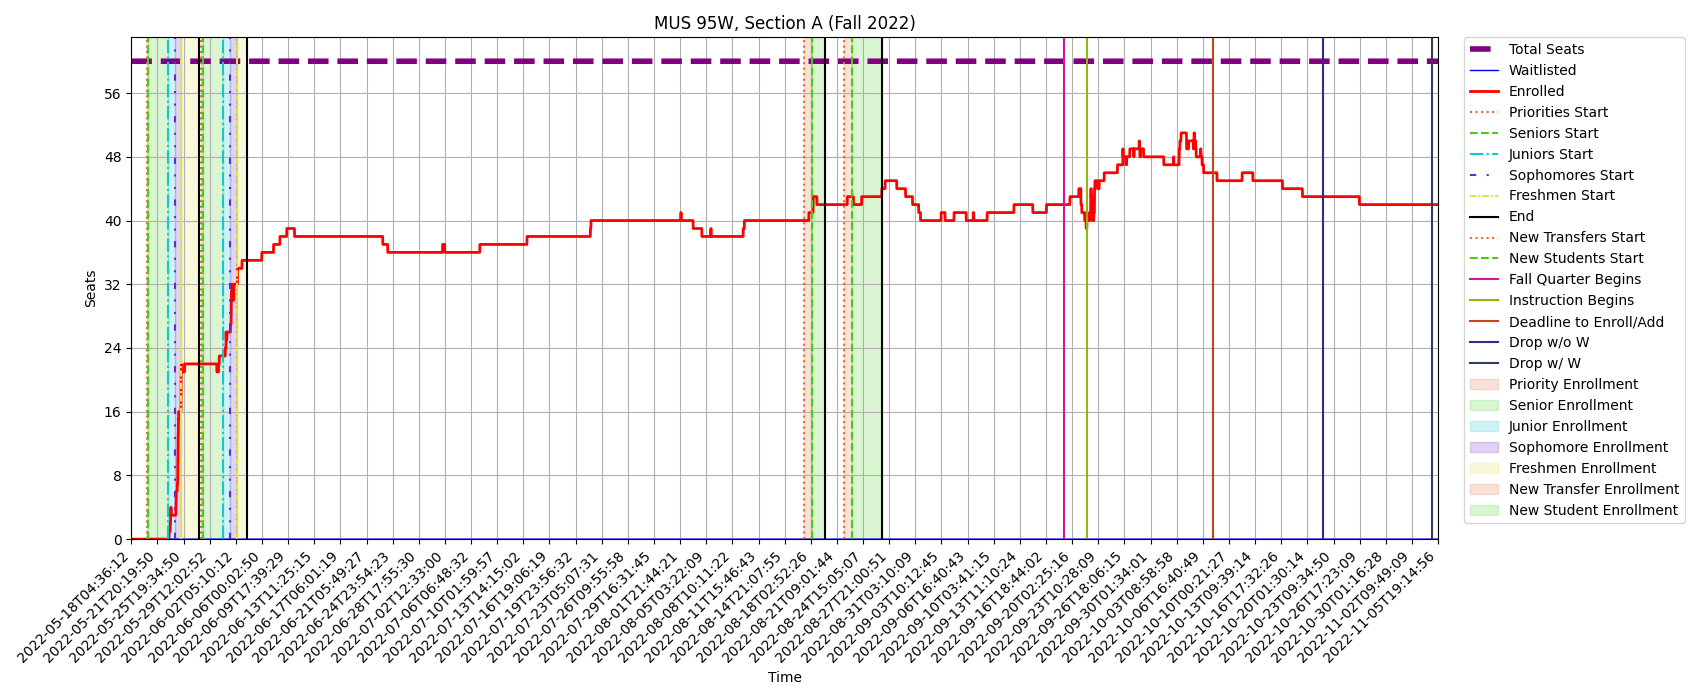 MUS 95W, Section A (Fall 2022)
Seats
56
48
40
32
24
16
8
0
2022-05-18T04:36:12
2022-05-21T20:19:50
2022-05-25T19:34:50
2022-05-29T12:02:52
2022-06-02T05:10:12
2022-06-06T00:02:50
2022-06-09T17:39:29
2022-06-13T11:25:15
2022-06-17T06:01:19
2022-06-21T05:49:27
2022-06-24T23:54:23
2022-06-28T17:55:30
2022-07-02T12:33:00
2022-07-06T06:48:32
2022-07-10T01:59:57
2022-07-13T14:15:02
2022-07-16T19:06:19
2022-07-19T23:56:32
2022-07-23T05:07:31
2022-07-26T09:55:58
2022-07-29T16:31:45
2022-08-01T21:44:21
2022-08-05T03:22:09
2022-08-08T10:11:22
2022-08-11T15:46:43
2022-08-14T21:07:55
2022-08-18T02:52:26
2022-08-21T09:01:44
2022-08-24T15:05:07
2022-08-27T21:00:51
2022-08-31T03:10:09
2022-09-03T10:12:45
2022-09-06T16:40:43
2022-09-10T03:41:15
2022-09-13T11:10:24
2022-09-16T18:44:02
2022-09-20T02:25:16
2022-09-23T10:28:09
2022-09-26T18:06:15
2022-09-30T01:34:01
2022-10-03T08:58:58
2022-10-06T16:40:49
2022-10-10T00:21:27
2022-10-13T09:39:14
2022-10-16T17:32:26
2022-10-20T01:30:14
2022-10-23T09:34:50
2022-10-26T17:23:09
2022-10-30T01:16:28
2022-11-02T09:49:09
2022-11-05T19:14:56
Time
Total Seats
Waitlisted
Enrolled
Priorities Start
Seniors Start
Juniors Start
Sophomores Start
Freshmen Start
End
New Transfers Start
New Students Start
Fall Quarter Begins
Instruction Begins
Deadline to Enroll/Add
Drop w/o W
Drop w/ W
Priority Enrollment
Senior Enrollment
Junior Enrollment
Sophomore Enrollment
Freshmen Enrollment
New Transfer Enrollment
New Student Enrollment